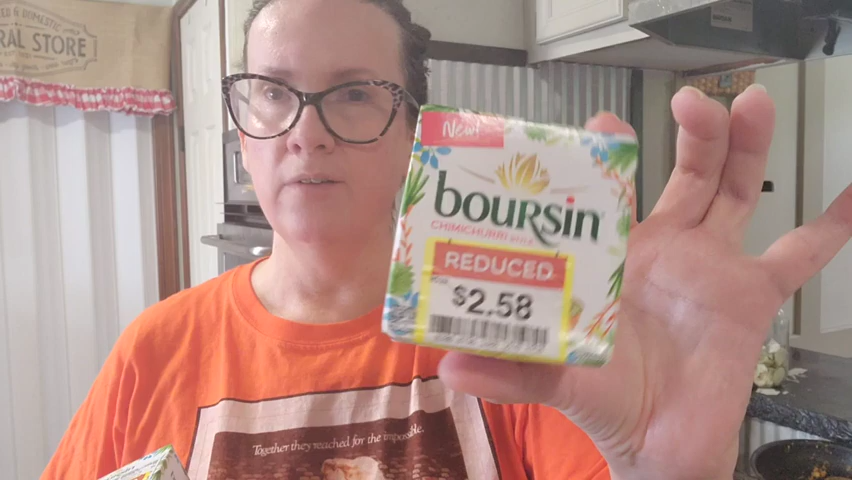 RAL STORE
New!
boursin
CHIMICHURRI
REDUCED
$2.58
Together they reached for the impossible.